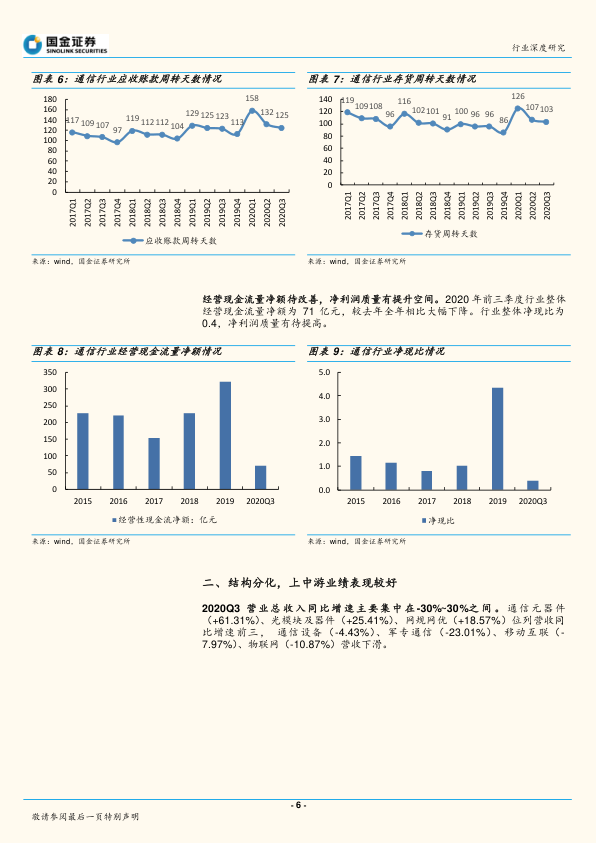 国金证券
SINOLINK SECURITIES
行业深度研究
图表 6：通信行业应收账款周转天数情况
180
160
140
120
100
80
60
40
20
0
117 109 107 97 119 112 112 104 129 125 123 113 158 132 125
2017Q1 2017Q2 2017Q3 2017Q4 2018Q1 2018Q2 2018Q3 2018Q4 2019Q1 2019Q2 2019Q3 2019Q4 2020Q1 2020Q2 2020Q3
应收账款周转天数
来源：wind，国金证券研究所
图表 7：通信行业存货周转天数情况
140
120
100
80
60
40
20
0
119 109 108 96 116 102 101 91 100 96 96 86 126 107 103
2017Q1 2017Q2 2017Q3 2017Q4 2018Q1 2018Q2 2018Q3 2018Q4 2019Q1 2019Q2 2019Q3 2019Q4 2020Q1 2020Q2 2020Q3
存货周转天数
来源：wind，国金证券研究所
经营现金流量净额待改善，净利润质量有提升空间。2020 年前三季度行业整体
经营现金流量净额为 71 亿元，较去年全年相比大幅下降。行业整体净现比为
0.4，净利润质量有待提高。
图表 8：通信行业经营现金流量净额情况
350
300
250
200
150
100
50
0
2015 2016 2017 2018 2019 2020Q3
经营性现金流净额：亿元
来源：wind，国金证券研究所
图表 9：通信行业净现比情况
5.0
4.0
3.0
2.0
1.0
0.0
2015 2016 2017 2018 2019 2020Q3
净现比
来源：wind，国金证券研究所
二、结构分化，上中游业绩表现较好
2020Q3 营业总收入同比增速主要集中在-30%~30%之间。通信元器件
（+61.31%）、光模块及器件（+25.41%）、网规网优（+18.57%）位列营收同
比增速前三， 通信设备（-4.43%）、军专通信（-23.01%）、移动互联（-
7.97%）、物联网（-10.87%）营收下滑。
- 6 -
敬请参阅最后一页特别声明